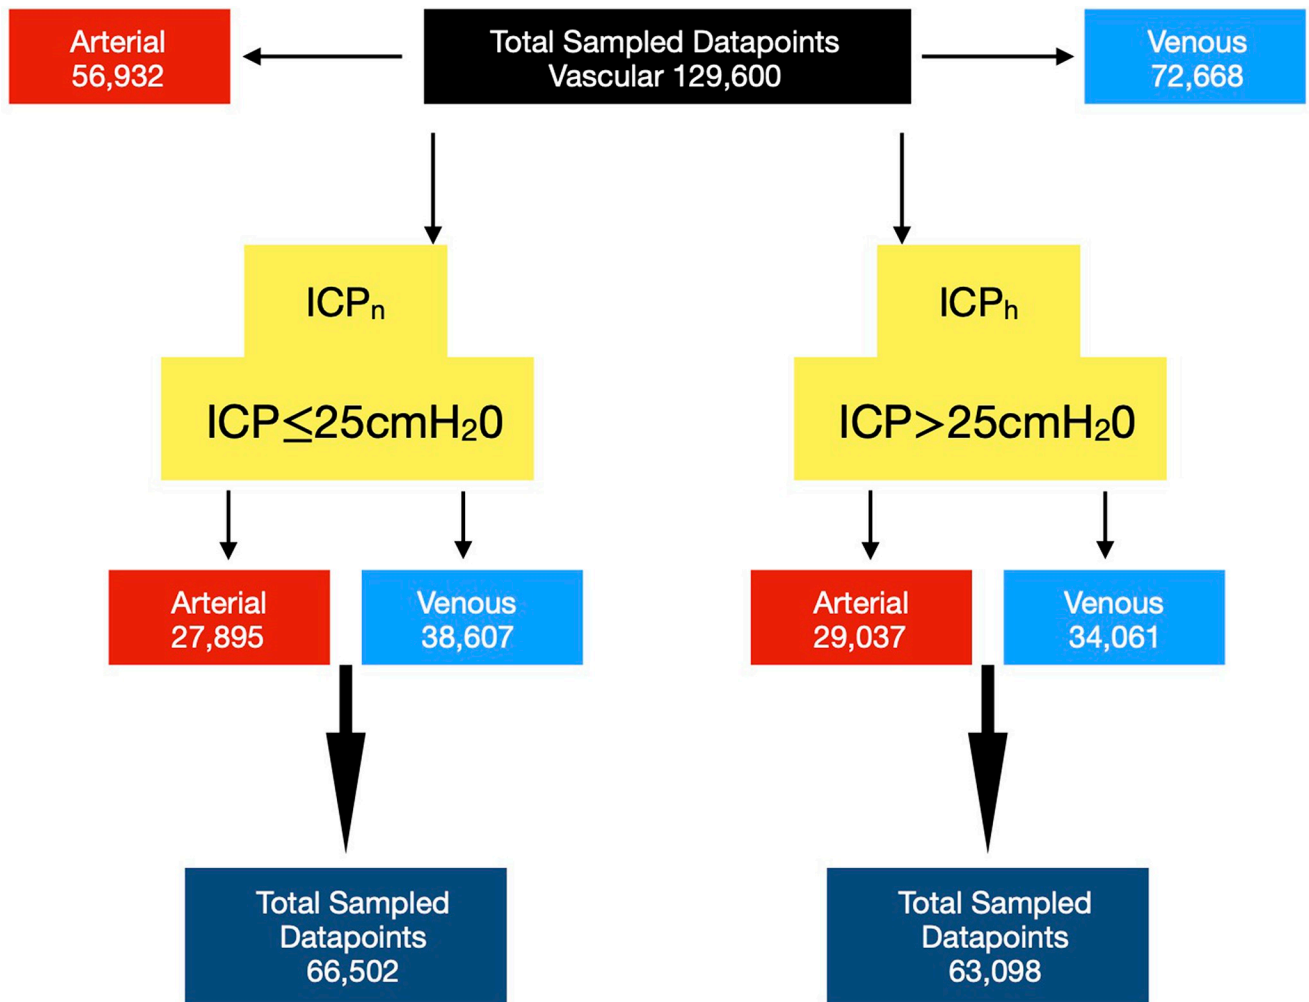 Arterial
56,932
Total Sampled Datapoints
Vascular 129,600
Venous
72,668
ICPₙ
ICP≤25cmH₂0
ICPₕ
ICP>25cmH₂0
Arterial
27,895
Venous
38,607
Arterial
29,037
Venous
34,061
Total Sampled
Datapoints
66,502
Total Sampled
Datapoints
63,098